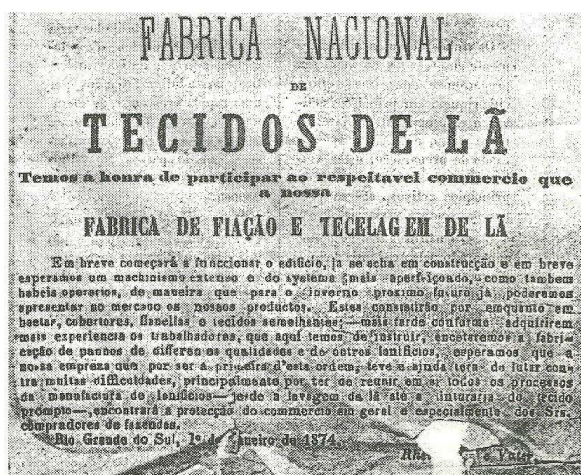 FABRICA NACIONAL
DE
TECIDOS DE LÃ
Temos a honra de participar ao respeitavel commercio que
a nossa
FABRICA DE FIAÇÃO E TECELAGEM DE LÃ
Em breve começará a funccionar o edificio, já se acha em construcção e em breve
esperamos um machinismo extenso e do systema mais aperfeiçoado, como tambem
habeis operarios, de maneira que para o inverno proximo futuro já poderemos
apresentar no mercado os nossos productos. Estes consistirão por emquanto em
baetas, cobertores, flanellas e tecidos semelhantes;—mais tarde conforme adquirirem
mais experiencia os trabalhadores, que aqui temos de instruir, encetaremos a fabri-
cação de pannos de differentes qualidades e de outros lanificios, esperamos que a
nossa empreza que por ser a primeira d'esta ordem, teve e ainda tera de lutar con-
tra muitas difficuldades, principalmente por ter de reunir em si todos os processos
da manufactura do lanificios—desde a lavagem da lã até a tinturaria do tecido
prompto—, encontrará a protecção do commercio em geral e especialmente dos Srs.
compradores de fazendas.
Rio Grande do Sul, 1º de Janeiro de 1874.